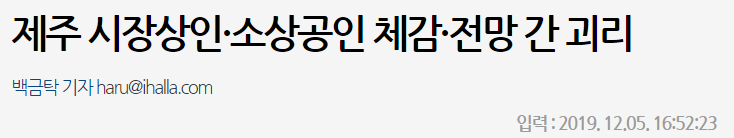 제주 시장상인·소상공인 체감·전망 간 괴리
백금탁 기자 haru@ihalla.com
입력 : 2019. 12.05. 16:52:23